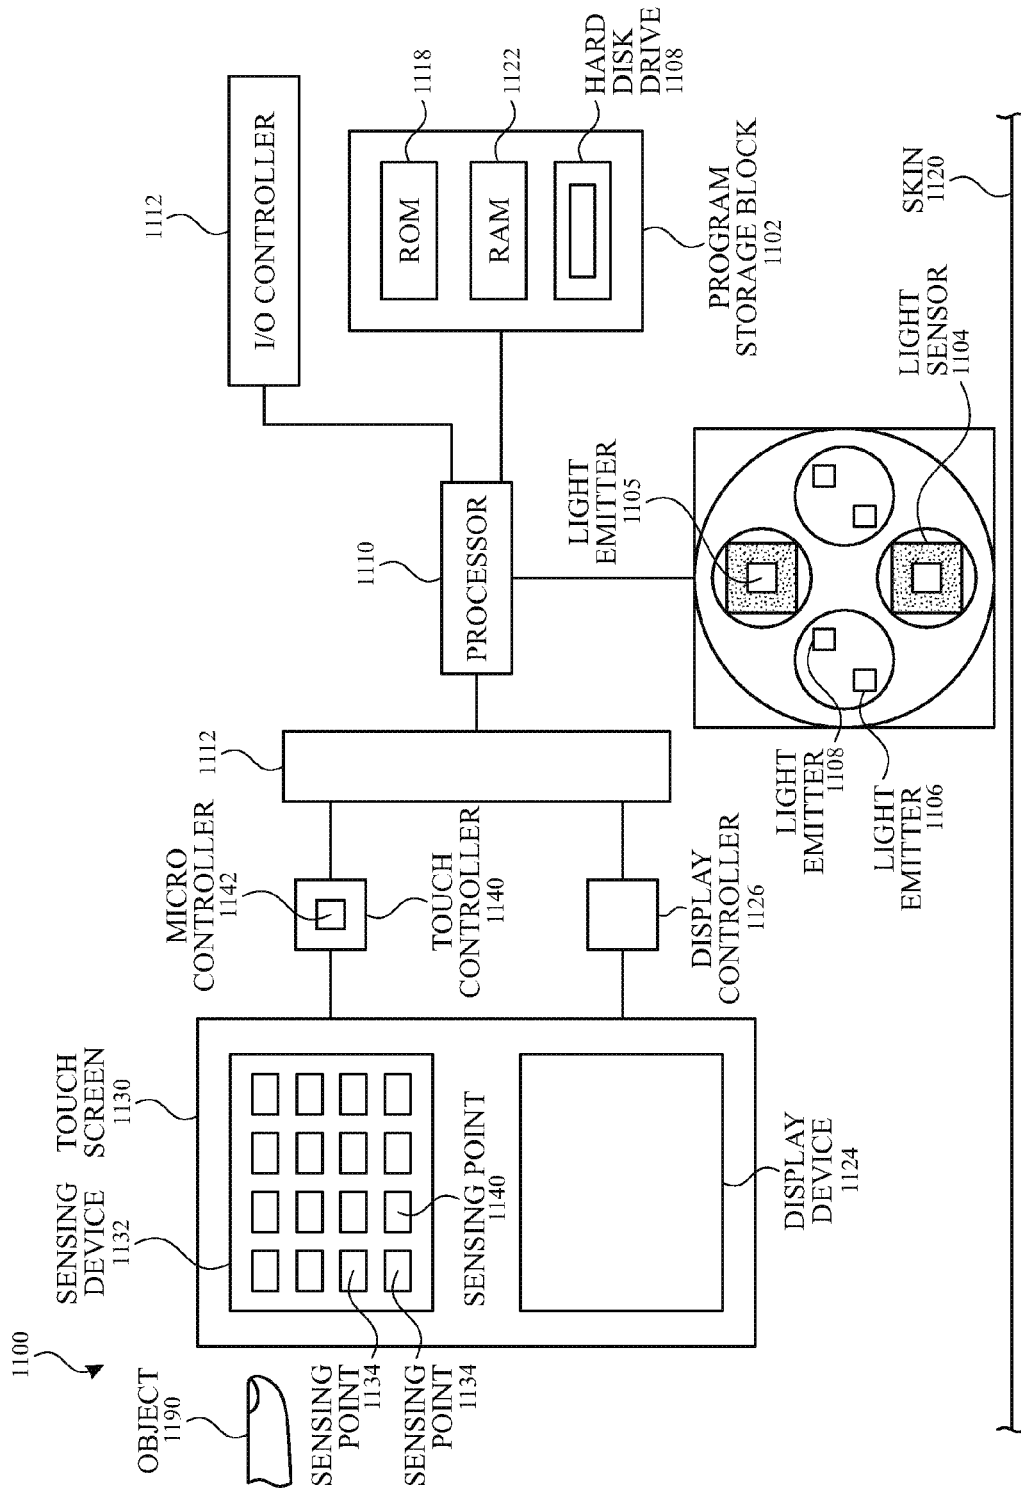 1100
OBJECT
1190
SENSING
DEVICE
1132
TOUCH
SCREEN
1130
SENSING
POINT
1134
SENSING
POINT
1134
SENSING POINT
1140
DISPLAY
DEVICE
1124
MICRO
CONTROLLER
1142
TOUCH
CONTROLLER
1140
DISPLAY
CONTROLLER
1126
1112
PROCESSOR
1110
I/O CONTROLLER
1112
ROM
1118
RAM
1122
HARD
DISK
DRIVE
1108
PROGRAM
STORAGE BLOCK
1102
LIGHT
EMITTER
1105
LIGHT
EMITTER
1108
LIGHT
EMITTER
1106
LIGHT
SENSOR
1104
SKIN
1120